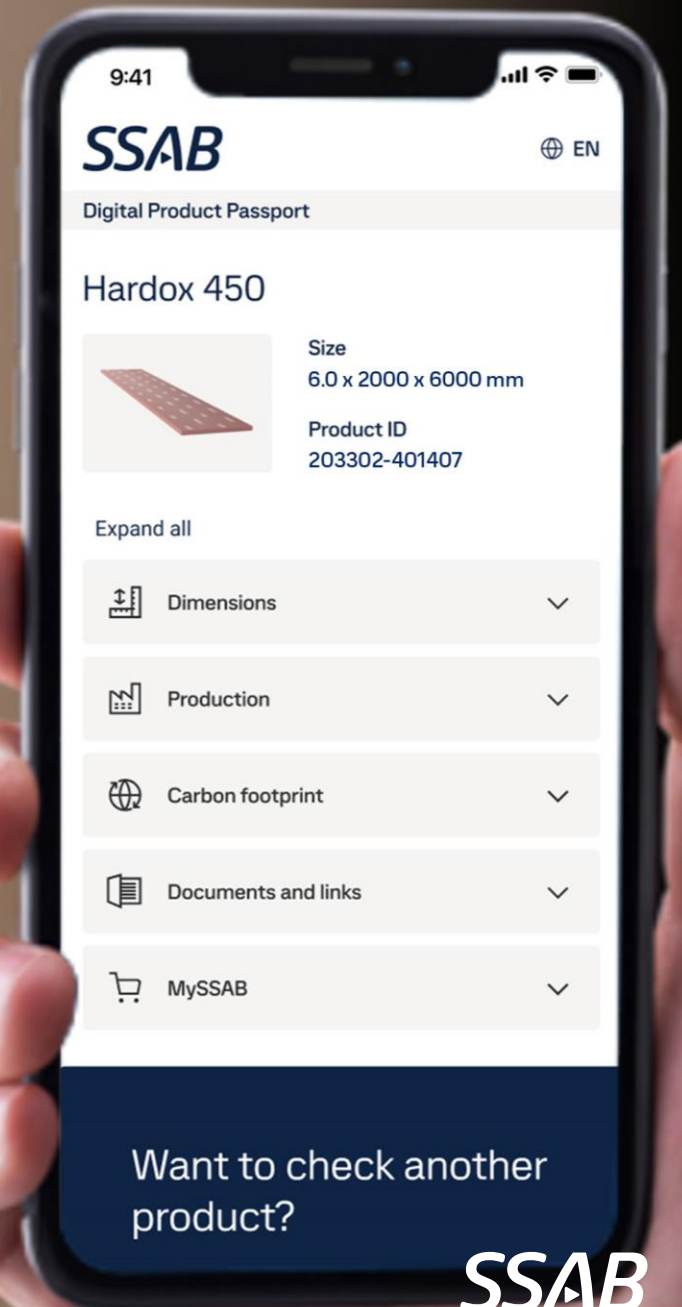 9:41
SSAB
EN
Digital Product Passport
Hardox 450
Size
6.0 x 2000 x 6000 mm
Product ID
203302-401407
Expand all
Dimensions
Production
Carbon footprint
Documents and links
MySSAB
Want to check another
product?
SSAB